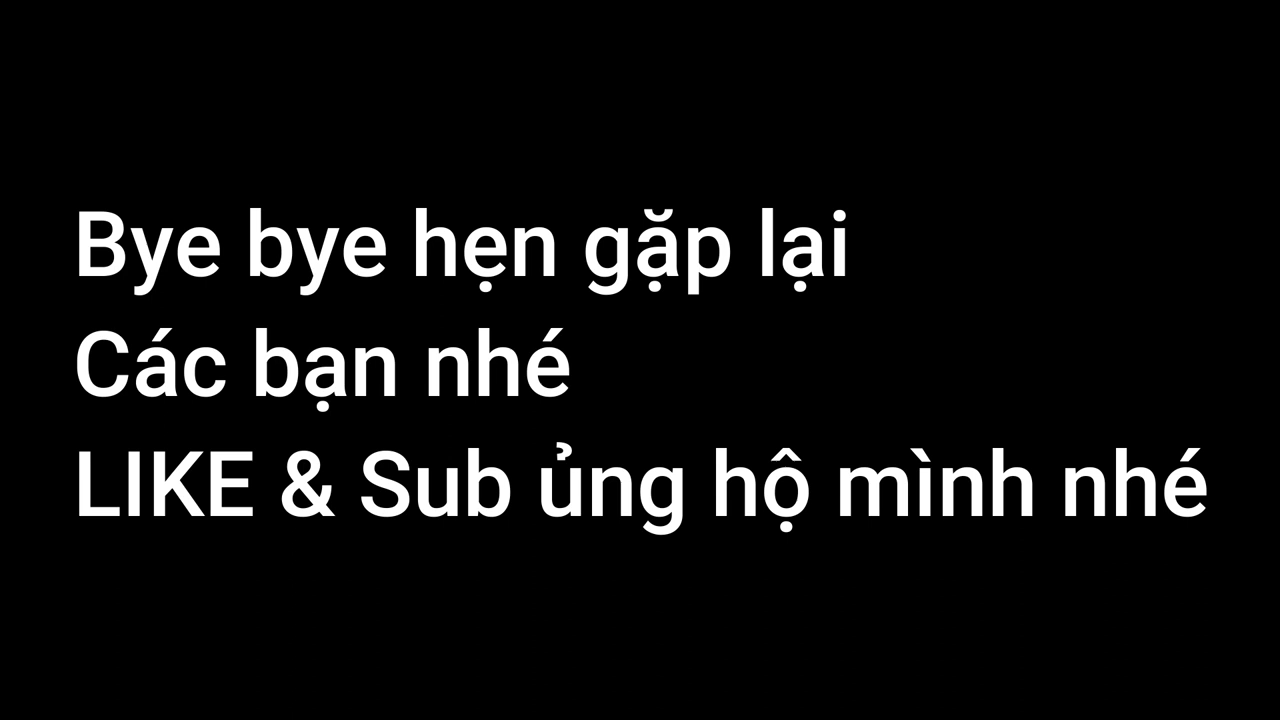 Bye bye hẹn gặp lại
Các bạn nhé
LIKE & Sub ủng hộ mình nhé